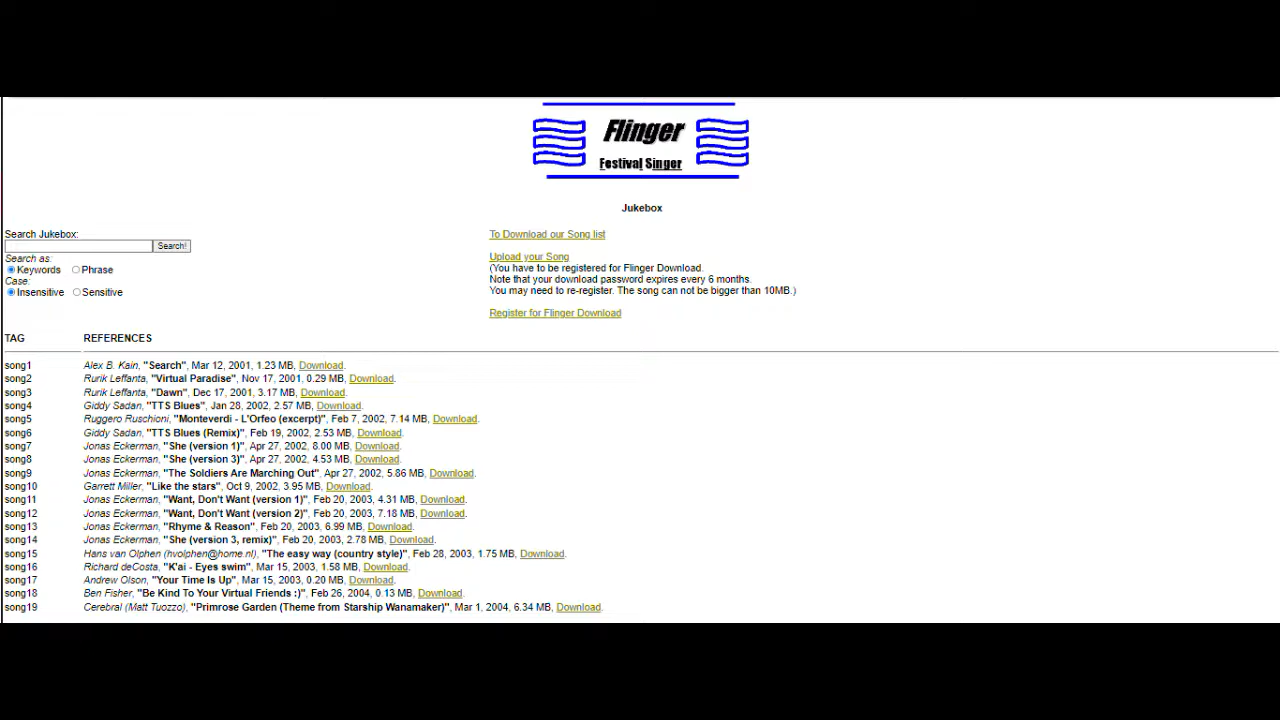 Flinger
Festival Singer
Jukebox
Search Jukebox:
Search!
Search as:
Keywords Phrase
Case:
Insensitive Sensitive
To Download our Song list
Upload your Song
(You have to be registered for Flinger Download.
Note that your download password expires every 6 months.
You may need to re-register. The song can not be bigger than 10MB.)
Register for Flinger Download
TAG REFERENCES
song1 Alex B. Kain, "Search", Mar 12, 2001, 1.23 MB, Download.
song2 Rurik Leffanta, "Virtual Paradise", Nov 17, 2001, 0.29 MB, Download.
song3 Rurik Leffanta, "Dawn", Dec 17, 2001, 3.17 MB, Download.
song4 Giddy Sadan, "TTS Blues", Jan 28, 2002, 2.57 MB, Download.
song5 Ruggero Ruschioni, "Monteverdi - L'Orfeo (excerpt)", Feb 7, 2002, 7.14 MB, Download.
song6 Giddy Sadan, "TTS Blues (Remix)", Feb 19, 2002, 2.53 MB, Download.
song7 Jonas Eckerman, "She (version 1)", Apr 27, 2002, 8.00 MB, Download.
song8 Jonas Eckerman, "She (version 3)", Apr 27, 2002, 4.53 MB, Download.
song9 Jonas Eckerman, "The Soldiers Are Marching Out", Apr 27, 2002, 5.86 MB, Download.
song10 Garrett Miller, "Like the stars", Oct 9, 2002, 3.95 MB, Download.
song11 Jonas Eckerman, "Want, Don't Want (version 1)", Feb 20, 2003, 4.31 MB, Download.
song12 Jonas Eckerman, "Want, Don't Want (version 2)", Feb 20, 2003, 7.18 MB, Download.
song13 Jonas Eckerman, "Rhyme & Reason", Feb 20, 2003, 6.99 MB, Download.
song14 Jonas Eckerman, "She (version 3, remix)", Feb 20, 2003, 2.78 MB, Download.
song15 Hans van Olphen (hvolphen@home.nl), "The easy way (country style)", Feb 28, 2003, 1.75 MB, Download.
song16 Richard deCosta, "K'ai - Eyes swim", Mar 15, 2003, 1.58 MB, Download.
song17 Andrew Olson, "Your Time Is Up", Mar 15, 2003, 0.20 MB, Download.
song18 Ben Fisher, "Be Kind To Your Virtual Friends :)", Feb 26, 2004, 0.13 MB, Download.
song19 Cerebral (Matt Tuozzo), "Primrose Garden (Theme from Starship Wanamaker)", Mar 1, 2004, 6.34 MB, Download.